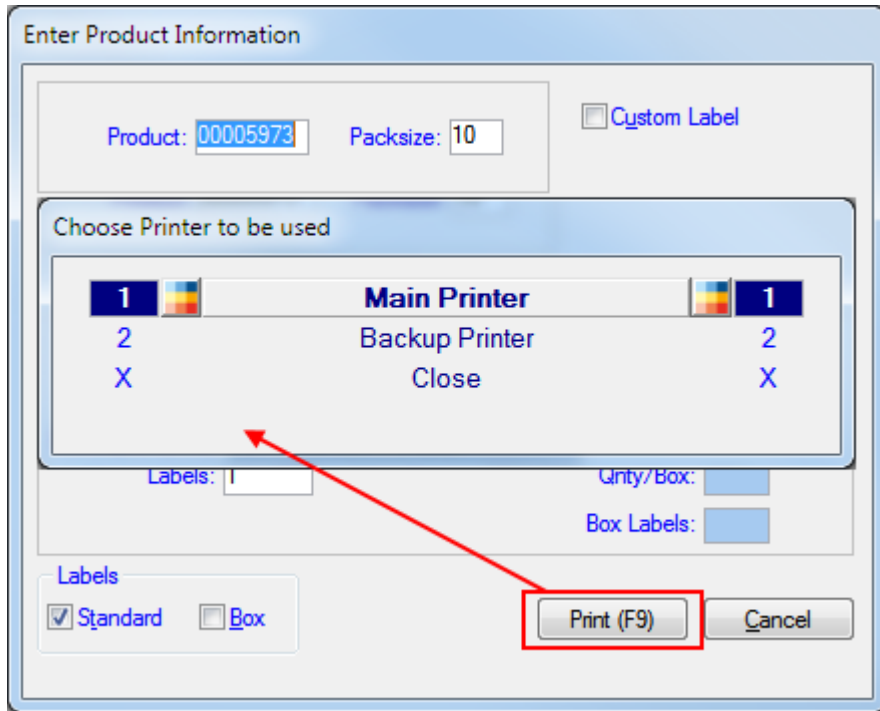 Enter Product Information
Product: 00005973 Packsize: 10 Custom Label
Choose Printer to be used
1 Main Printer 1
2 Backup Printer 2
X Close X
Labels: 1 Qnty/Box:
Box Labels:
Labels
Standard Box Print (F9) Cancel